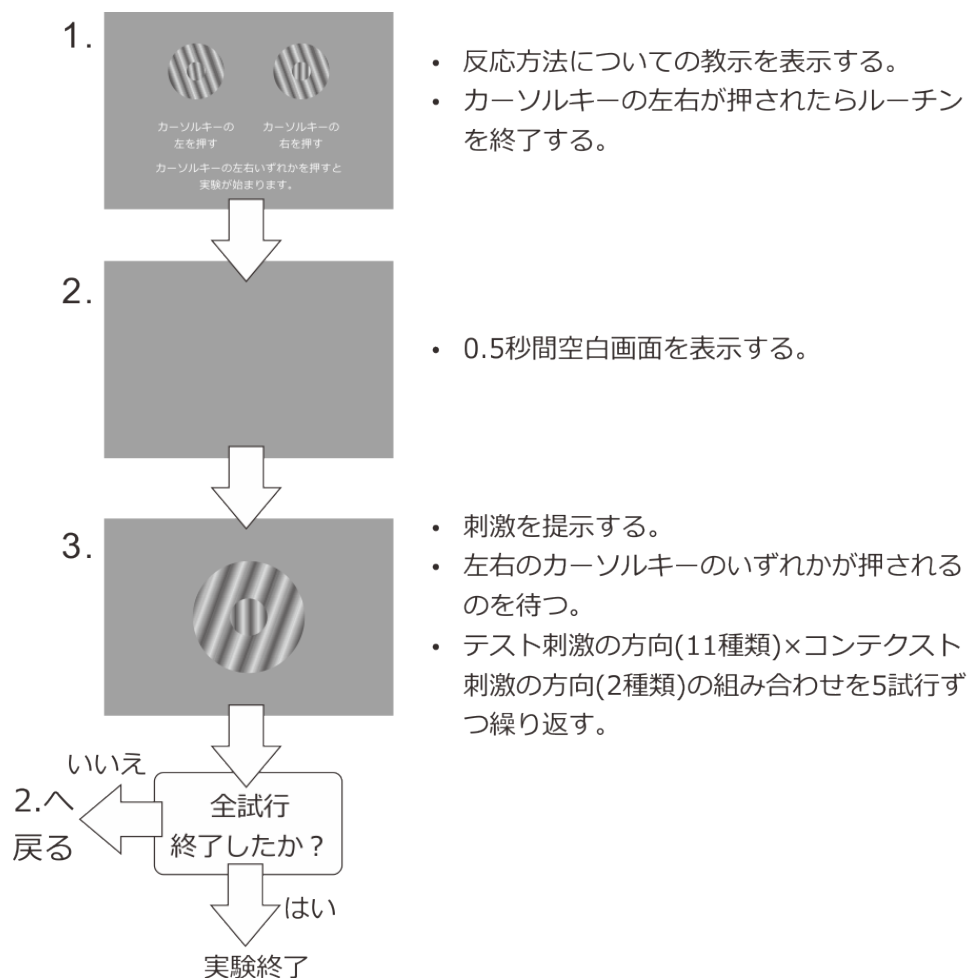 1.
カーソルキーの
左を押す
カーソルキーの
右を押す
カーソルキーの左右いずれかを押すと
実験が始まります。
• 反応方法についての教示を表示する。
• カーソルキーの左右が押されたらルーチン
を終了する。
2.
• 0.5秒間空白画面を表示する。
3.
• 刺激を提示する。
• 左右のカーソルキーのいずれかが押される
のを待つ。
• テスト刺激の方向(11種類)×コンテクスト
刺激の方向(2種類)の組み合わせを5試行ず
つ繰り返す。
いいえ
2.へ
戻る
全試行
終了したか？
はい
実験終了